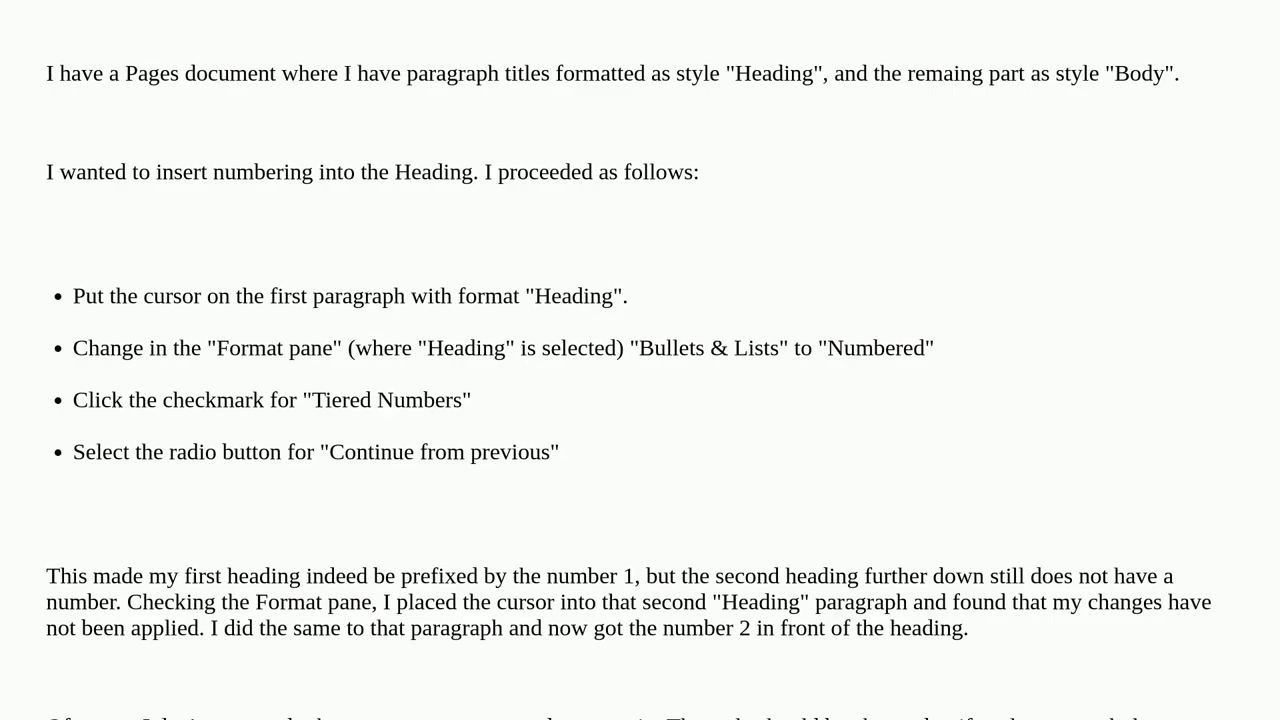 I have a Pages document where I have paragraph titles formatted as style "Heading", and the remaing part as style "Body".
I wanted to insert numbering into the Heading. I proceeded as follows:
• Put the cursor on the first paragraph with format "Heading".
• Change in the "Format pane" (where "Heading" is selected) "Bullets & Lists" to "Numbered"
• Click the checkmark for "Tiered Numbers"
• Select the radio button for "Continue from previous"
This made my first heading indeed be prefixed by the number 1, but the second heading further down still does not have a
number. Checking the Format pane, I placed the cursor into that second "Heading" paragraph and found that my changes have
not been applied. I did the same to that paragraph and now got the number 2 in front of the heading.